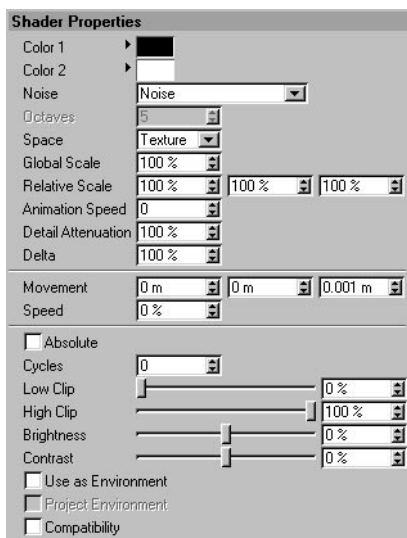 Shader Properties
Color 1
Color 2
Noise Noise
Octaves 5
Space Texture
Global Scale 100 %
Relative Scale 100 % 100 % 100 %
Animation Speed 0
Detail Attenuation 100 %
Delta 100 %
Movement 0 m 0 m 0.001 m
Speed 0 %
Absolute
Cycles 0
Low Clip 0 %
High Clip 100 %
Brightness 0 %
Contrast 0 %
Use as Environment
Project Environment
Compatibility